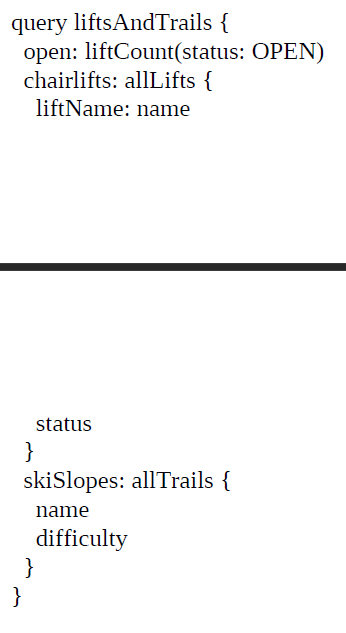 query liftsAndTrails {
  open: liftCount(status: OPEN)
  chairlifts: allLifts {
    liftName: name
    status
  }
  skiSlopes: allTrails {
    name
    difficulty
  }
}